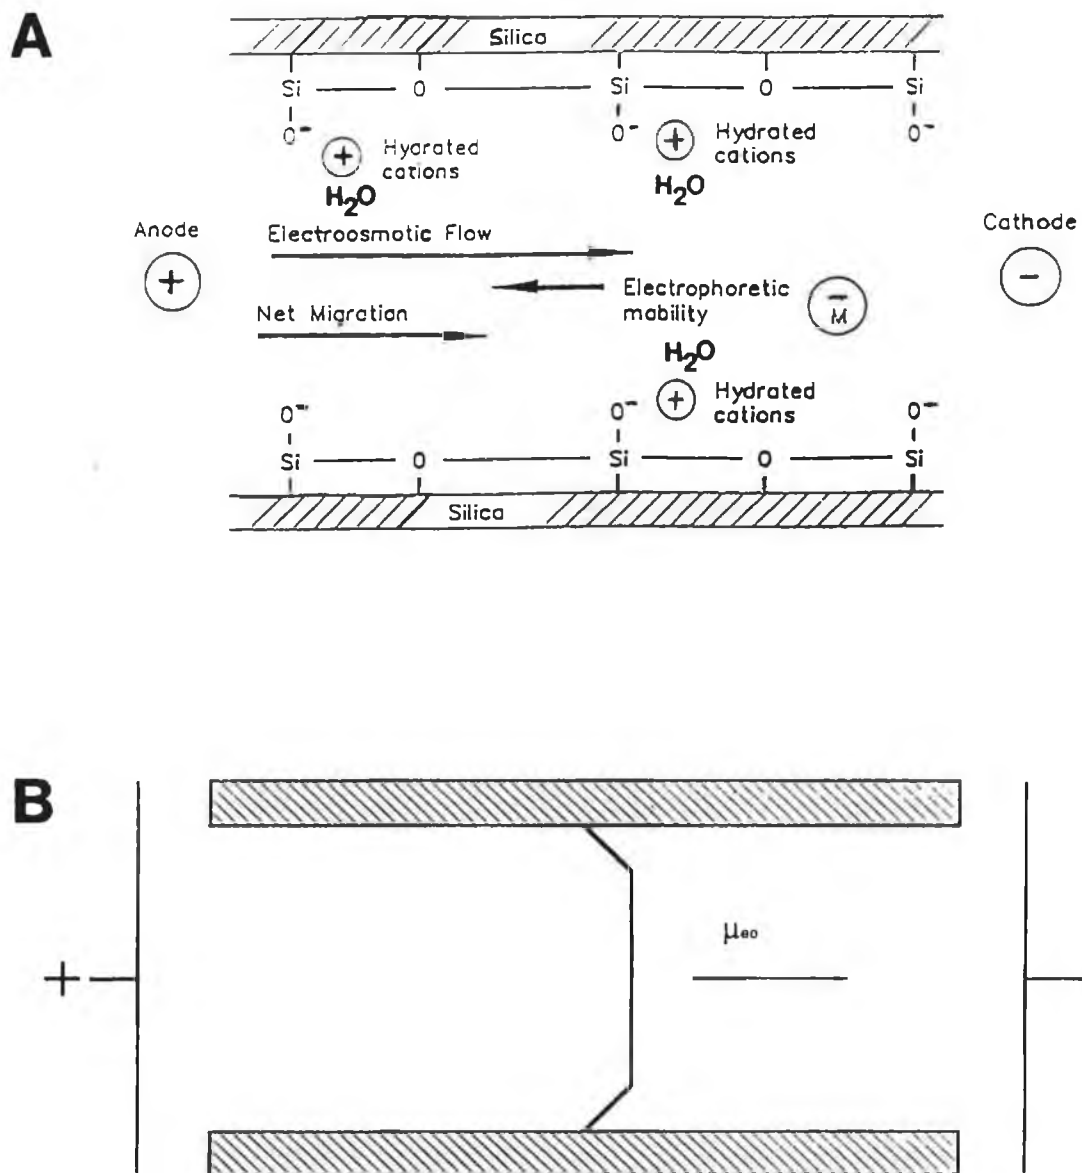 A
Silica
Si O Si O Si
O⁻ O⁻ O⁻
+ Hydrated
cations
H₂O
+ Hydrated
cations
H₂O
Anode
+
Cathode
−
Electroosmotic Flow
Electrophoretic
mobility
M̄
Net Migration
H₂O
+ Hydrated
cations
O⁻ O⁻ O⁻
Si O Si O Si
Silica
B
+
μeo